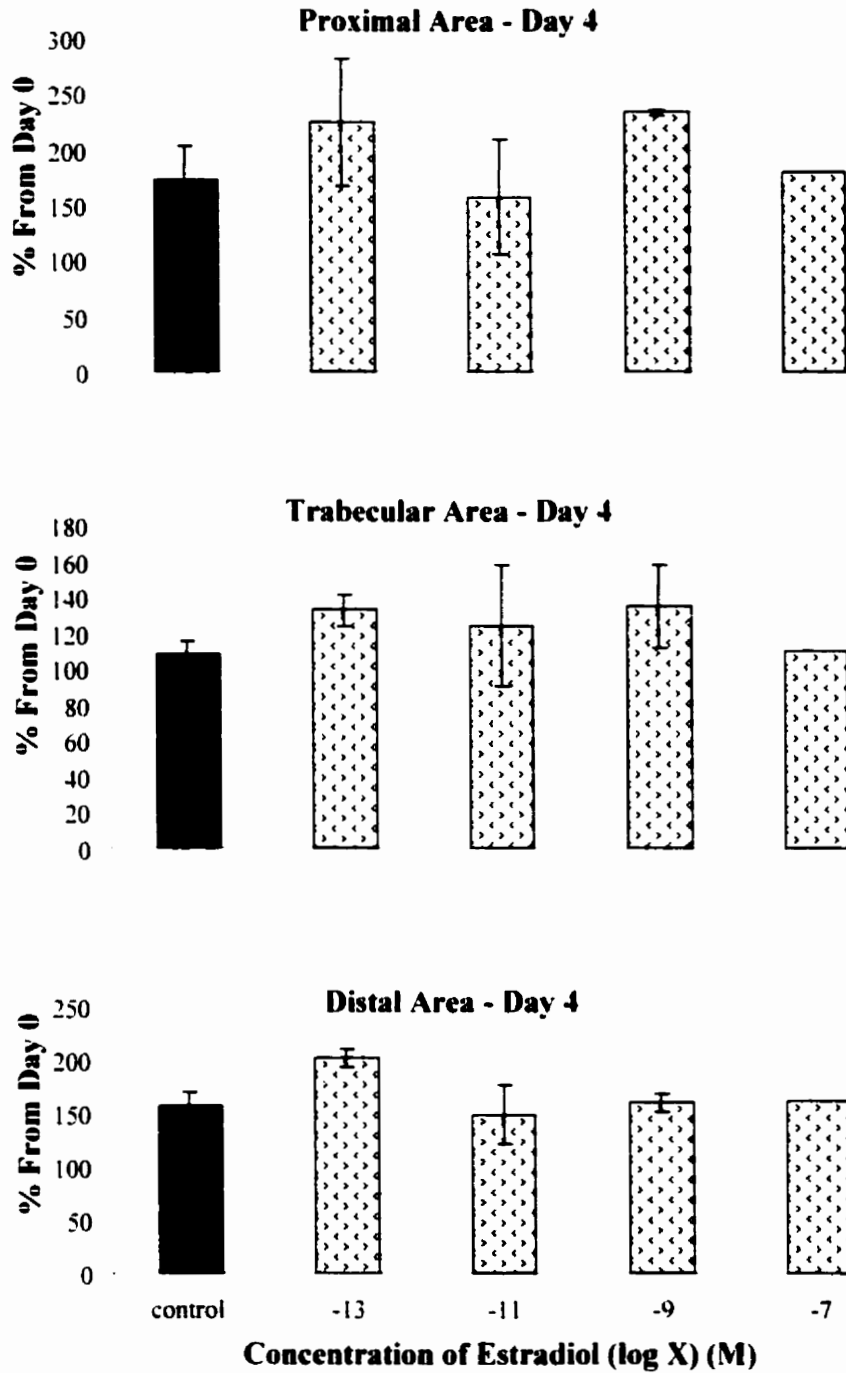 Proximal Area - Day 4
% From Day 0
300
250
200
150
100
50
0
Trabecular Area - Day 4
% From Day 0
180
160
140
120
100
80
60
40
20
0
Distal Area - Day 4
% From Day 0
250
200
150
100
50
0
control -13 -11 -9 -7
Concentration of Estradiol (log X) (M)